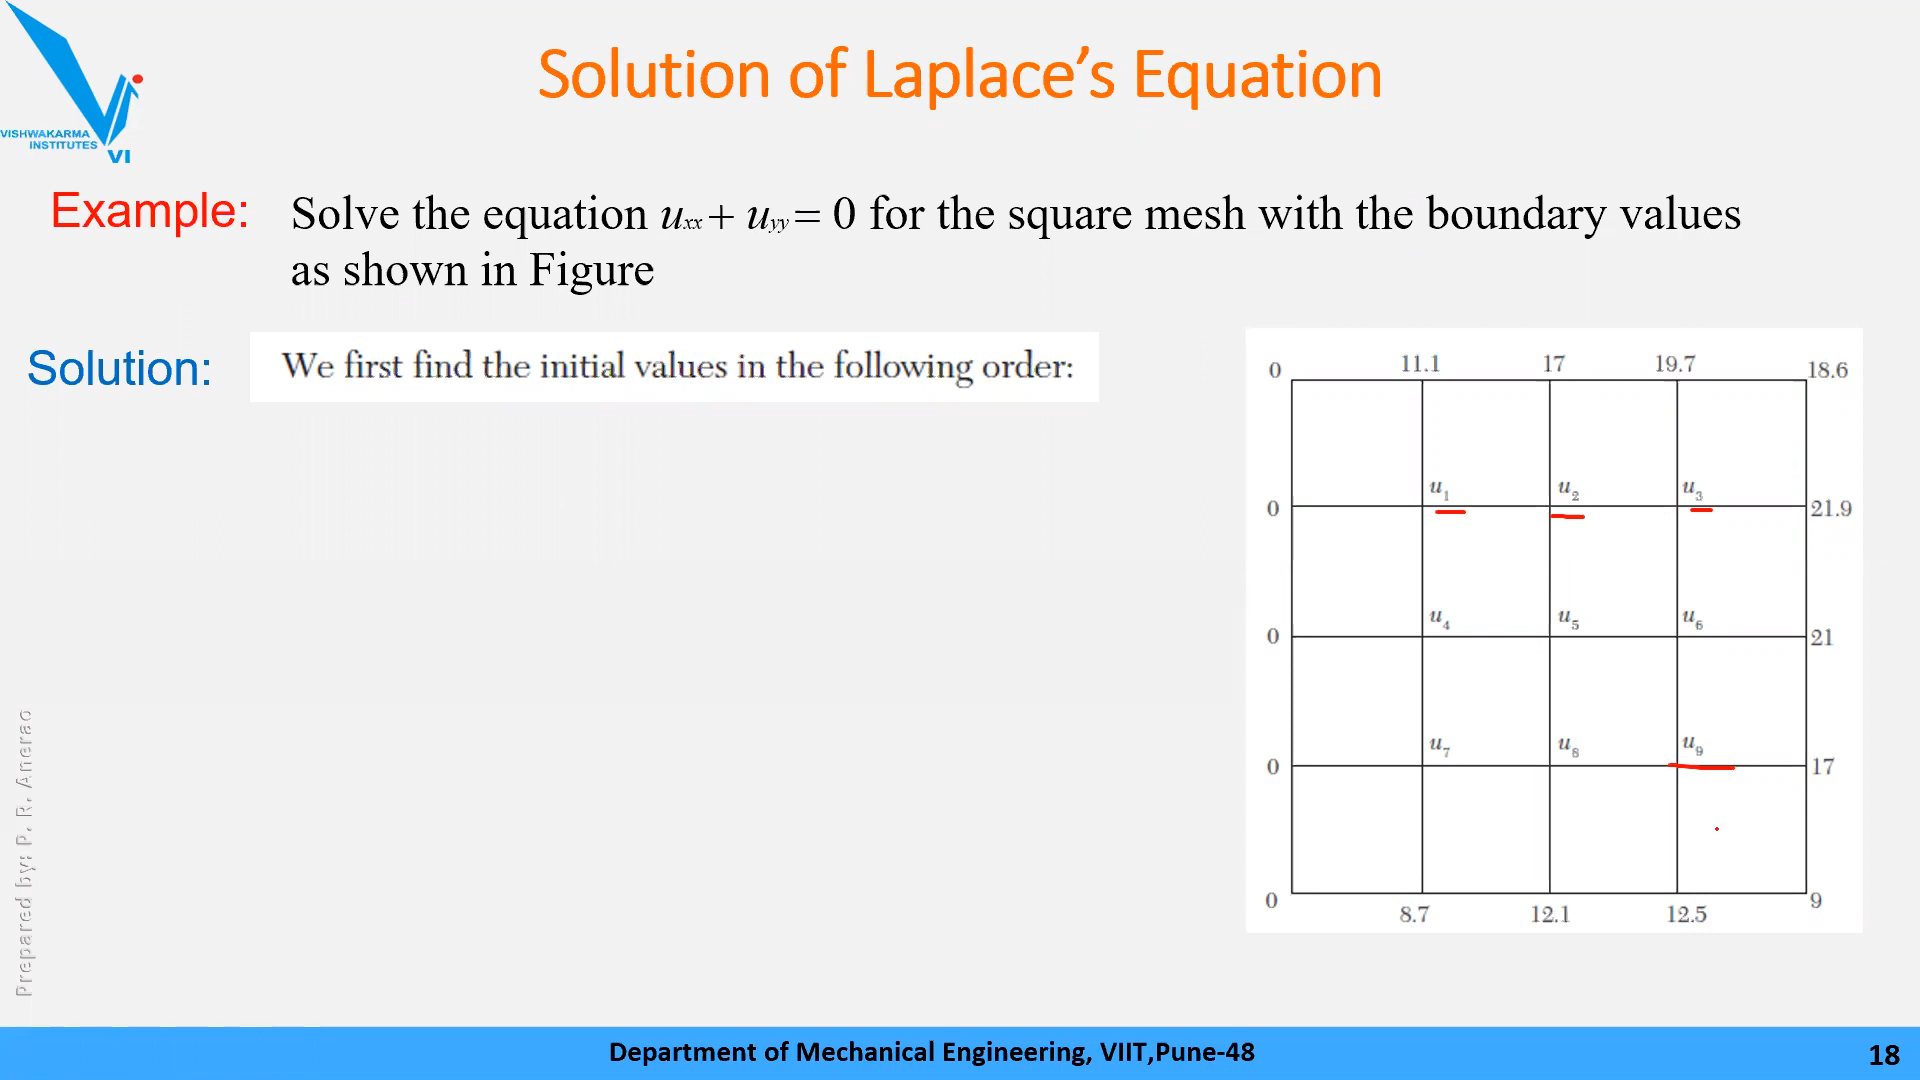 Solution of Laplace's Equation
VISHWAKARMA
INSTITUTES
VI
Example: Solve the equation uxx + uyy = 0 for the square mesh with the boundary values
as shown in Figure
Solution: We first find the initial values in the following order:
0 11.1 17 19.7 18.6
u1 u2 u3
0 21.9
u4 u5 u6
0 21
u7 u8 u9
0 17
0 9
8.7 12.1 12.5
Prepared by: P. R. Anerao
Department of Mechanical Engineering, VIIT,Pune-48
18